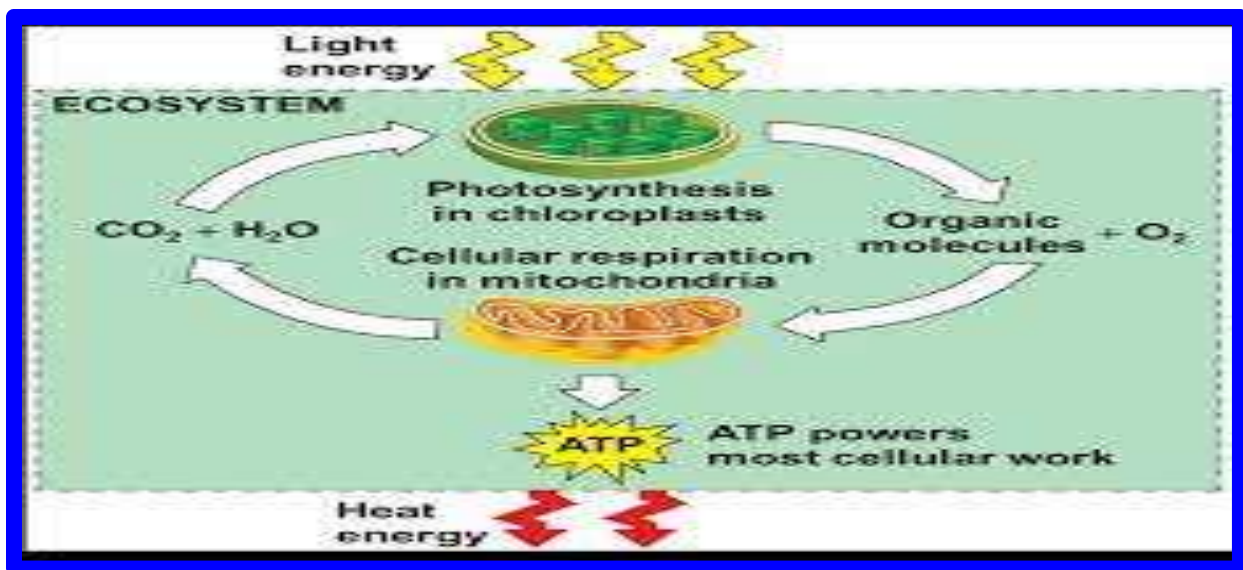 Light
energy
ECOSYSTEM
Photosynthesis
in chloroplasts
CO₂ + H₂O
Organic
molecules + O₂
Cellular respiration
in mitochondria
ATP
ATP powers
most cellular work
Heat
energy